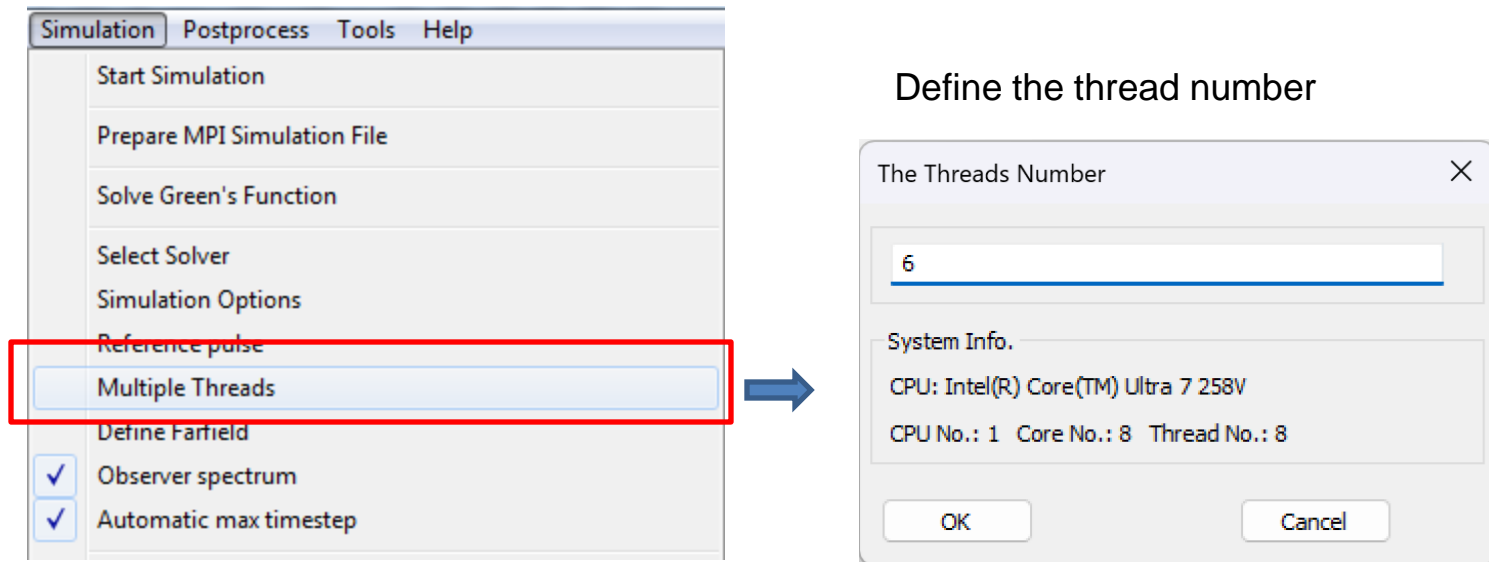 Simulation Postprocess Tools Help
Start Simulation
Prepare MPI Simulation File
Solve Green's Function
Select Solver
Simulation Options
Reference pulse
Multiple Threads
Define Farfield
Observer spectrum
Automatic max timestep
Define the thread number
The Threads Number
6
System Info.
CPU: Intel(R) Core(TM) Ultra 7 258V
CPU No.: 1 Core No.: 8 Thread No.: 8
OK Cancel